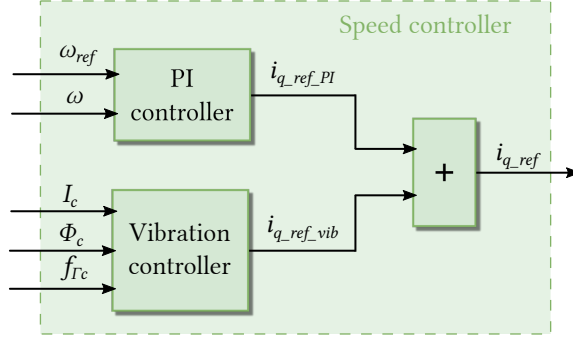 Speed controller
ω_ref
ω
PI
controller
i_q_ref_PI
+
i_q_ref
I_c
Φ_c
f_Γc
Vibration
controller
i_q_ref_vib